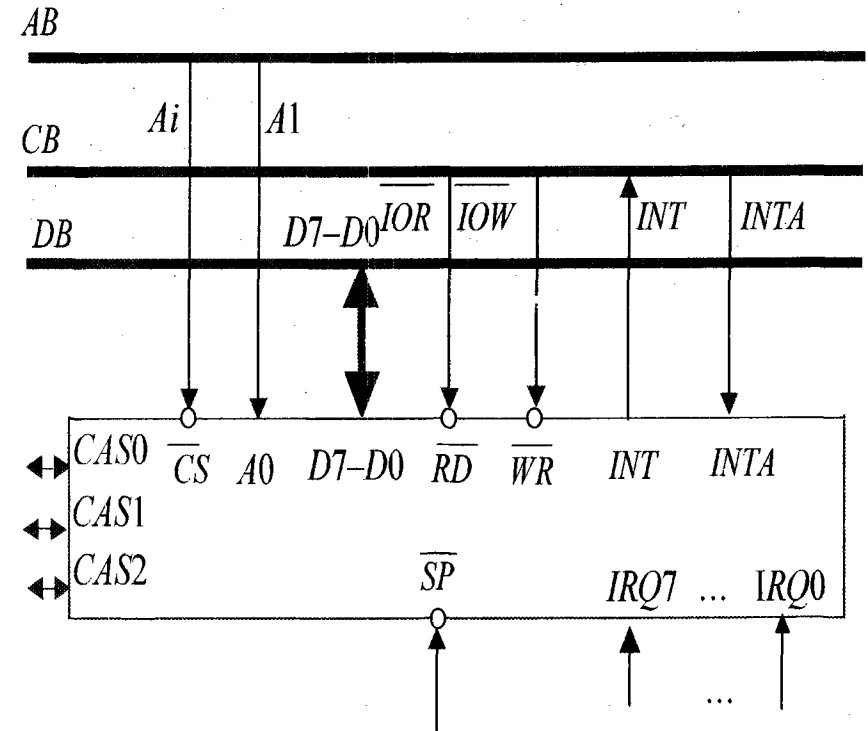 AB
Ai A1
CB
IOR IOW
D7–D0 INT INTA
DB
CAS0 CS A0 D7–D0 RD WR INT INTA
CAS1
CAS2 SP IRQ7 ... IRQ0
...